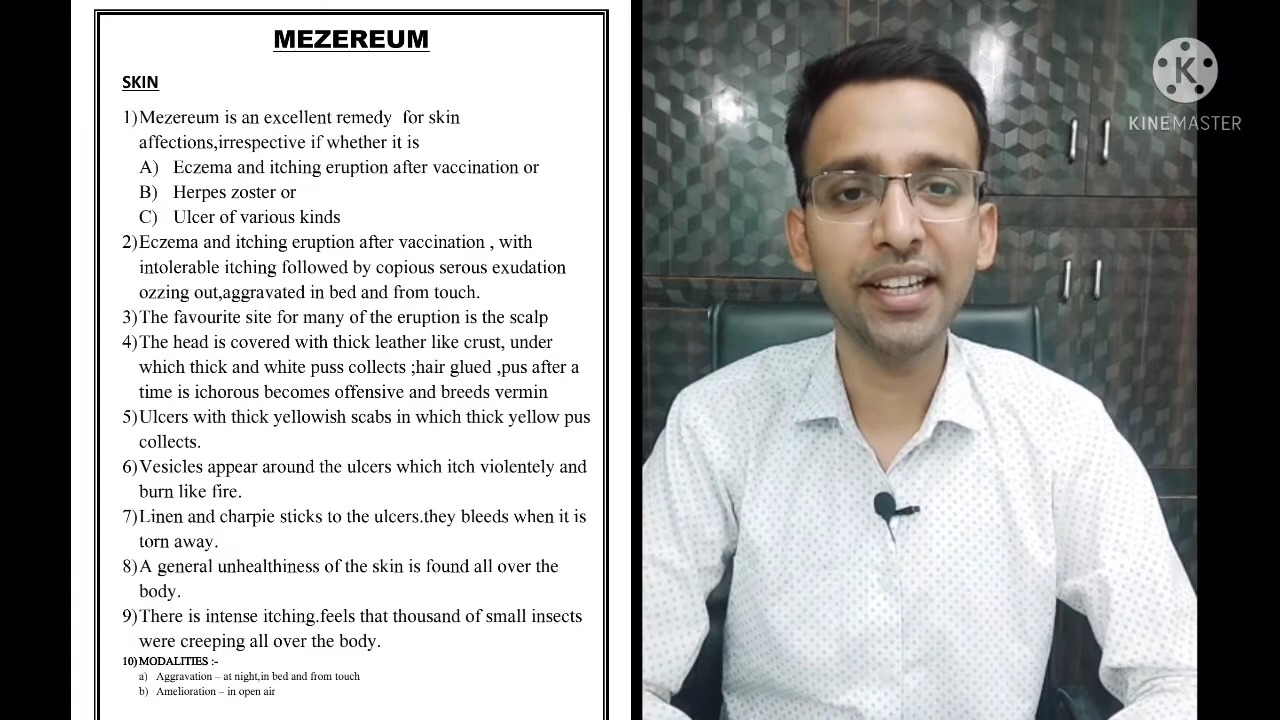 MEZEREUM
SKIN
1) Mezereum is an excellent remedy for skin
affections,irrespective if whether it is
A) Eczema and itching eruption after vaccination or
B) Herpes zoster or
C) Ulcer of various kinds
2) Eczema and itching eruption after vaccination , with
intolerable itching followed by copious serous exudation
ozzing out,aggravated in bed and from touch.
3) The favourite site for many of the eruption is the scalp
4) The head is covered with thick leather like crust, under
which thick and white puss collects ;hair glued ,pus after a
time is ichorous becomes offensive and breeds vermin
5) Ulcers with thick yellowish scabs in which thick yellow pus
collects.
6) Vesicles appear around the ulcers which itch violentely and
burn like fire.
7) Linen and charpie sticks to the ulcers.they bleeds when it is
torn away.
8) A general unhealthiness of the skin is found all over the
body.
9) There is intense itching.feels that thousand of small insects
were creeping all over the body.
10) MODALITIES :-
a) Aggravation – at night,in bed and from touch
b) Amelioration – in open air
K
KINEMASTER